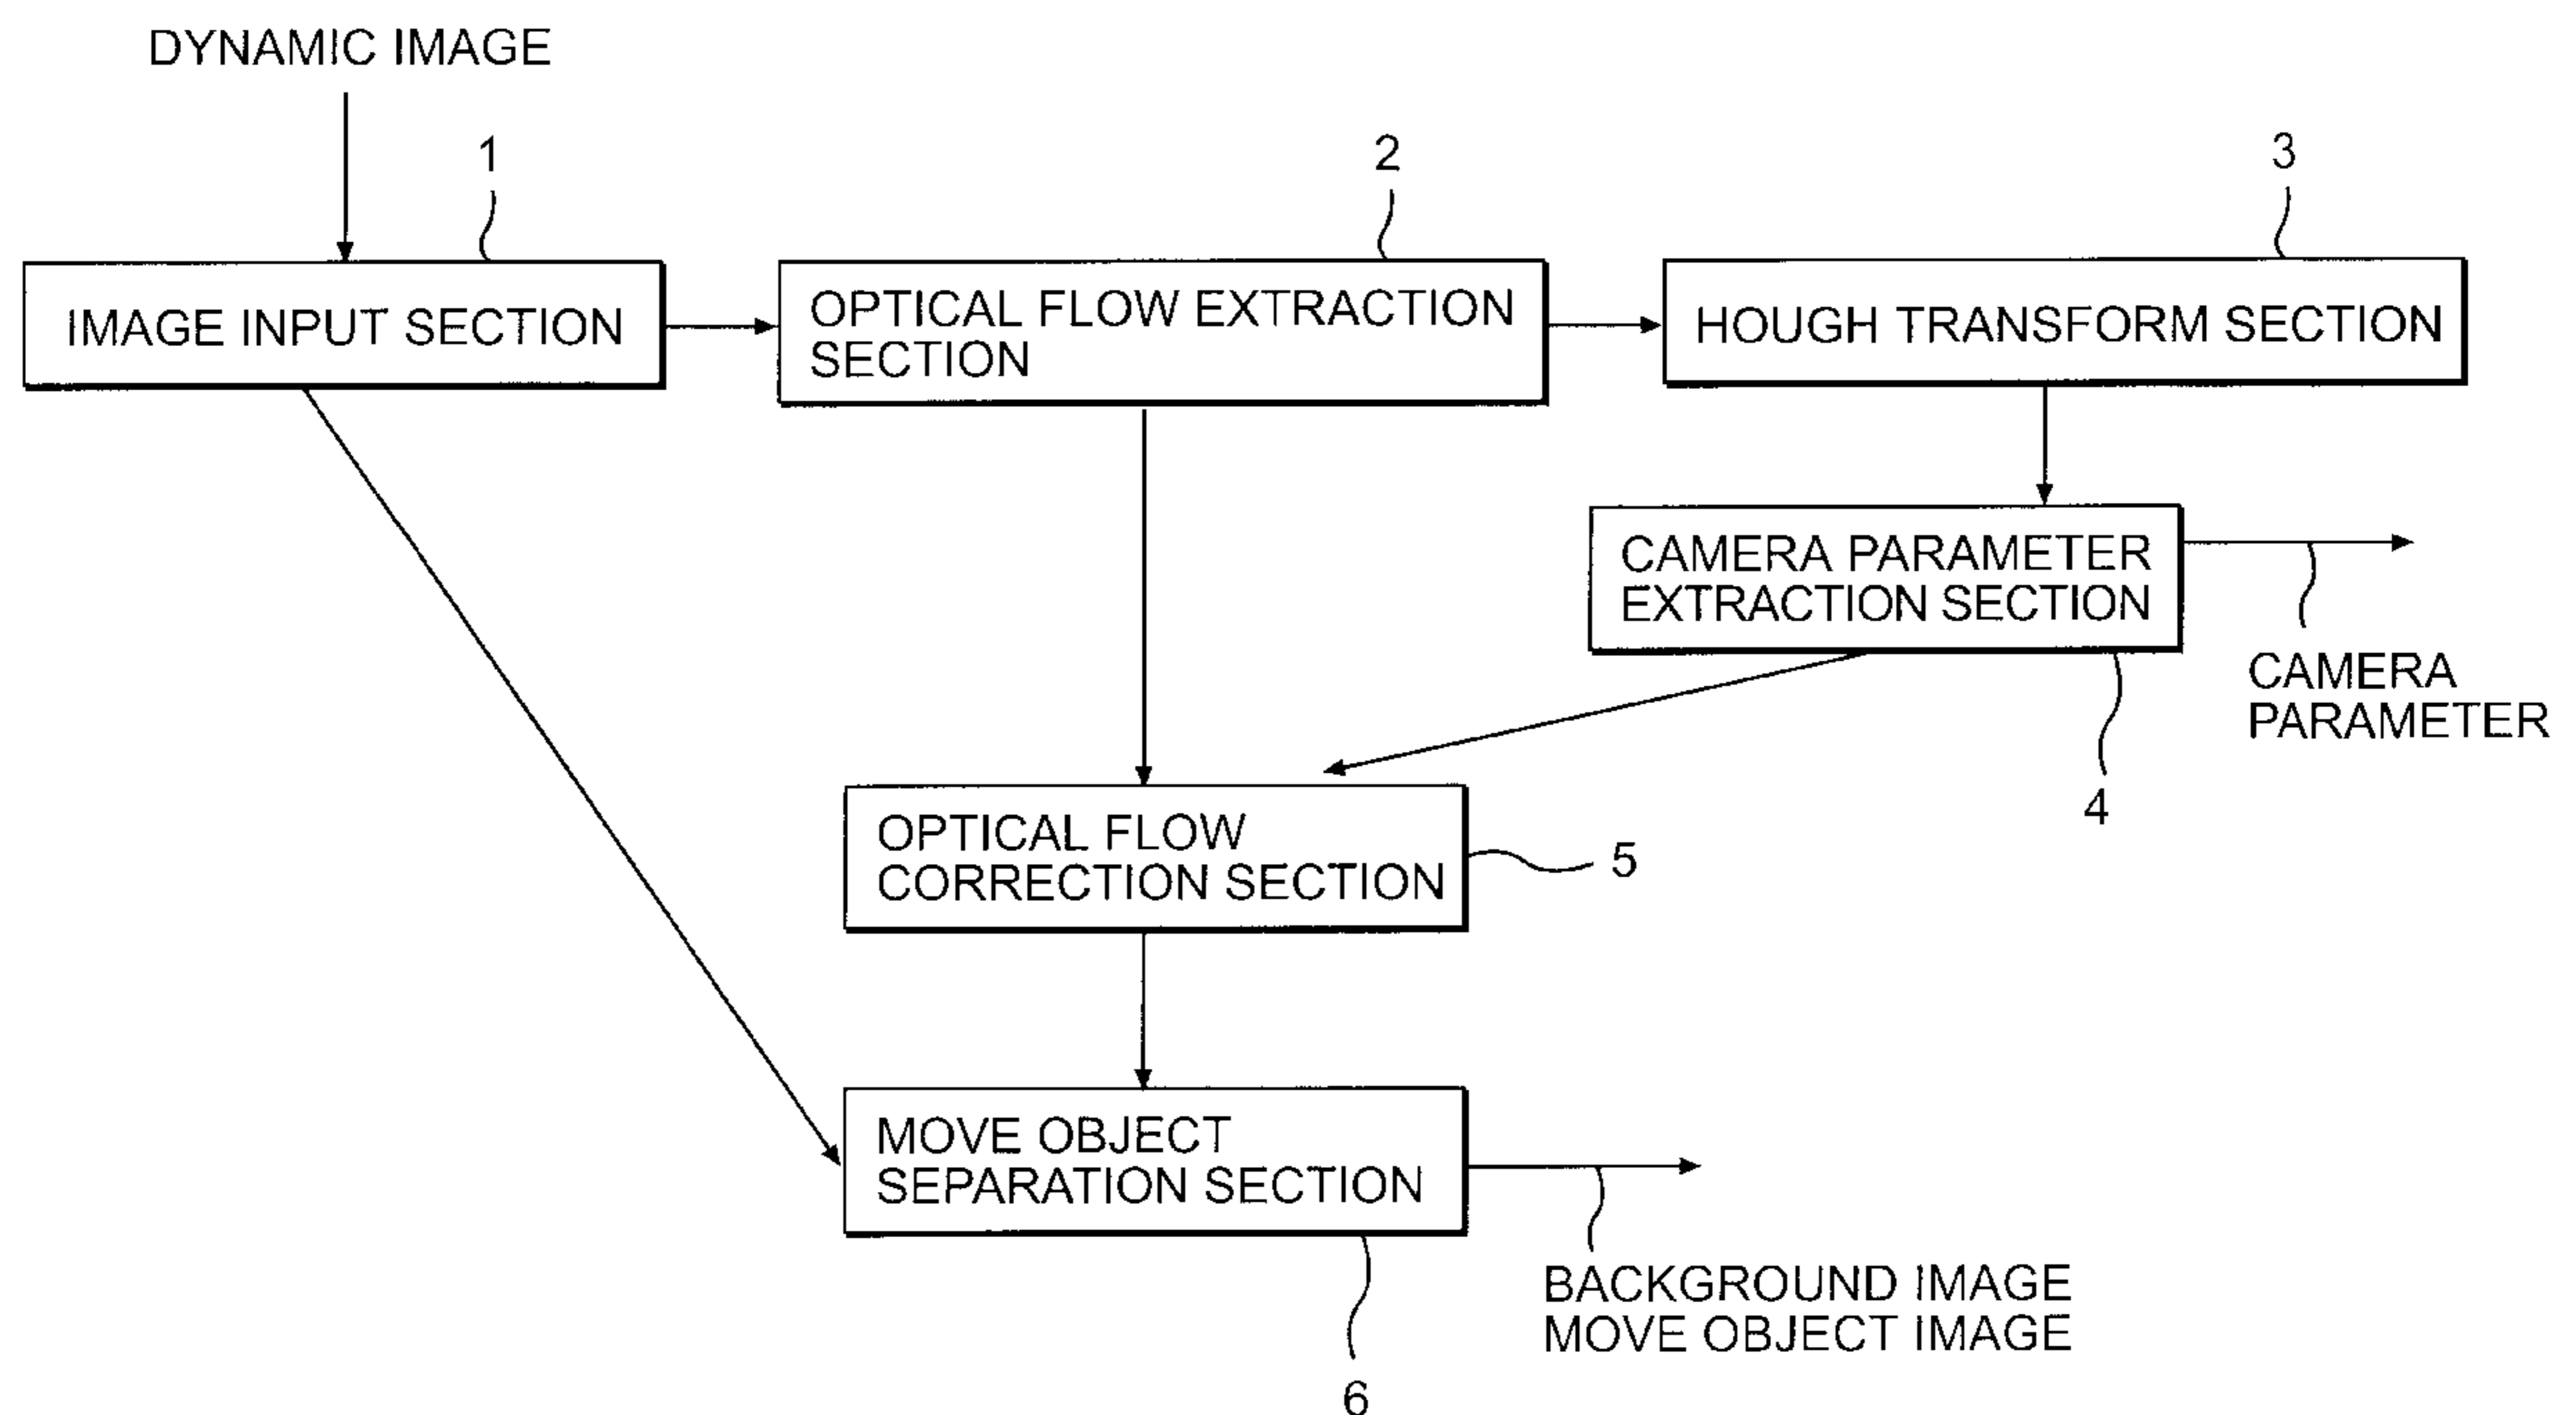 DYNAMIC IMAGE
1
2
3
IMAGE INPUT SECTION
OPTICAL FLOW EXTRACTION
SECTION
HOUGH TRANSFORM SECTION
CAMERA PARAMETER
EXTRACTION SECTION
CAMERA
PARAMETER
4
OPTICAL FLOW
CORRECTION SECTION
5
MOVE OBJECT
SEPARATION SECTION
BACKGROUND IMAGE
MOVE OBJECT IMAGE
6